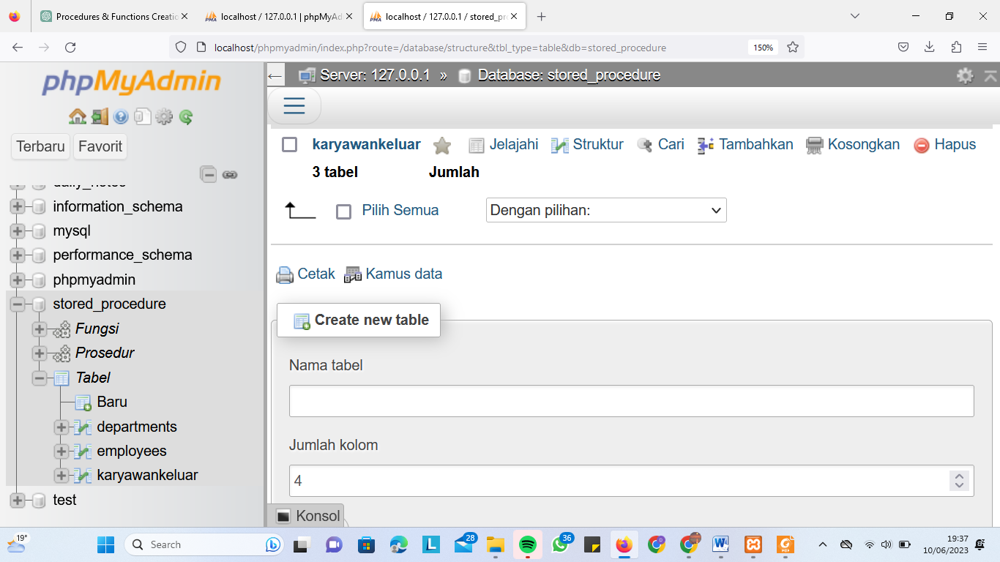 Procedures & Functions Creatio
localhost / 127.0.0.1 | phpMyAd
localhost / 127.0.0.1 / stored_pro
localhost/phpmyadmin/index.php?route=/database/structure&tbl_type=table&db=stored_procedure
150%
phpMyAdmin
Server: 127.0.0.1 » Database: stored_procedure
Terbaru
Favorit
daily_notes
information_schema
mysql
performance_schema
phpmyadmin
stored_procedure
Fungsi
Prosedur
Tabel
Baru
departments
employees
karyawankeluar
test
karyawankeluar Jelajahi Struktur Cari Tambahkan Kosongkan Hapus
3 tabel Jumlah
Pilih Semua Dengan pilihan:
Cetak Kamus data
Create new table
Nama tabel
Jumlah kolom
4
Konsol
19°
Search
28
36
19:37
10/06/2023